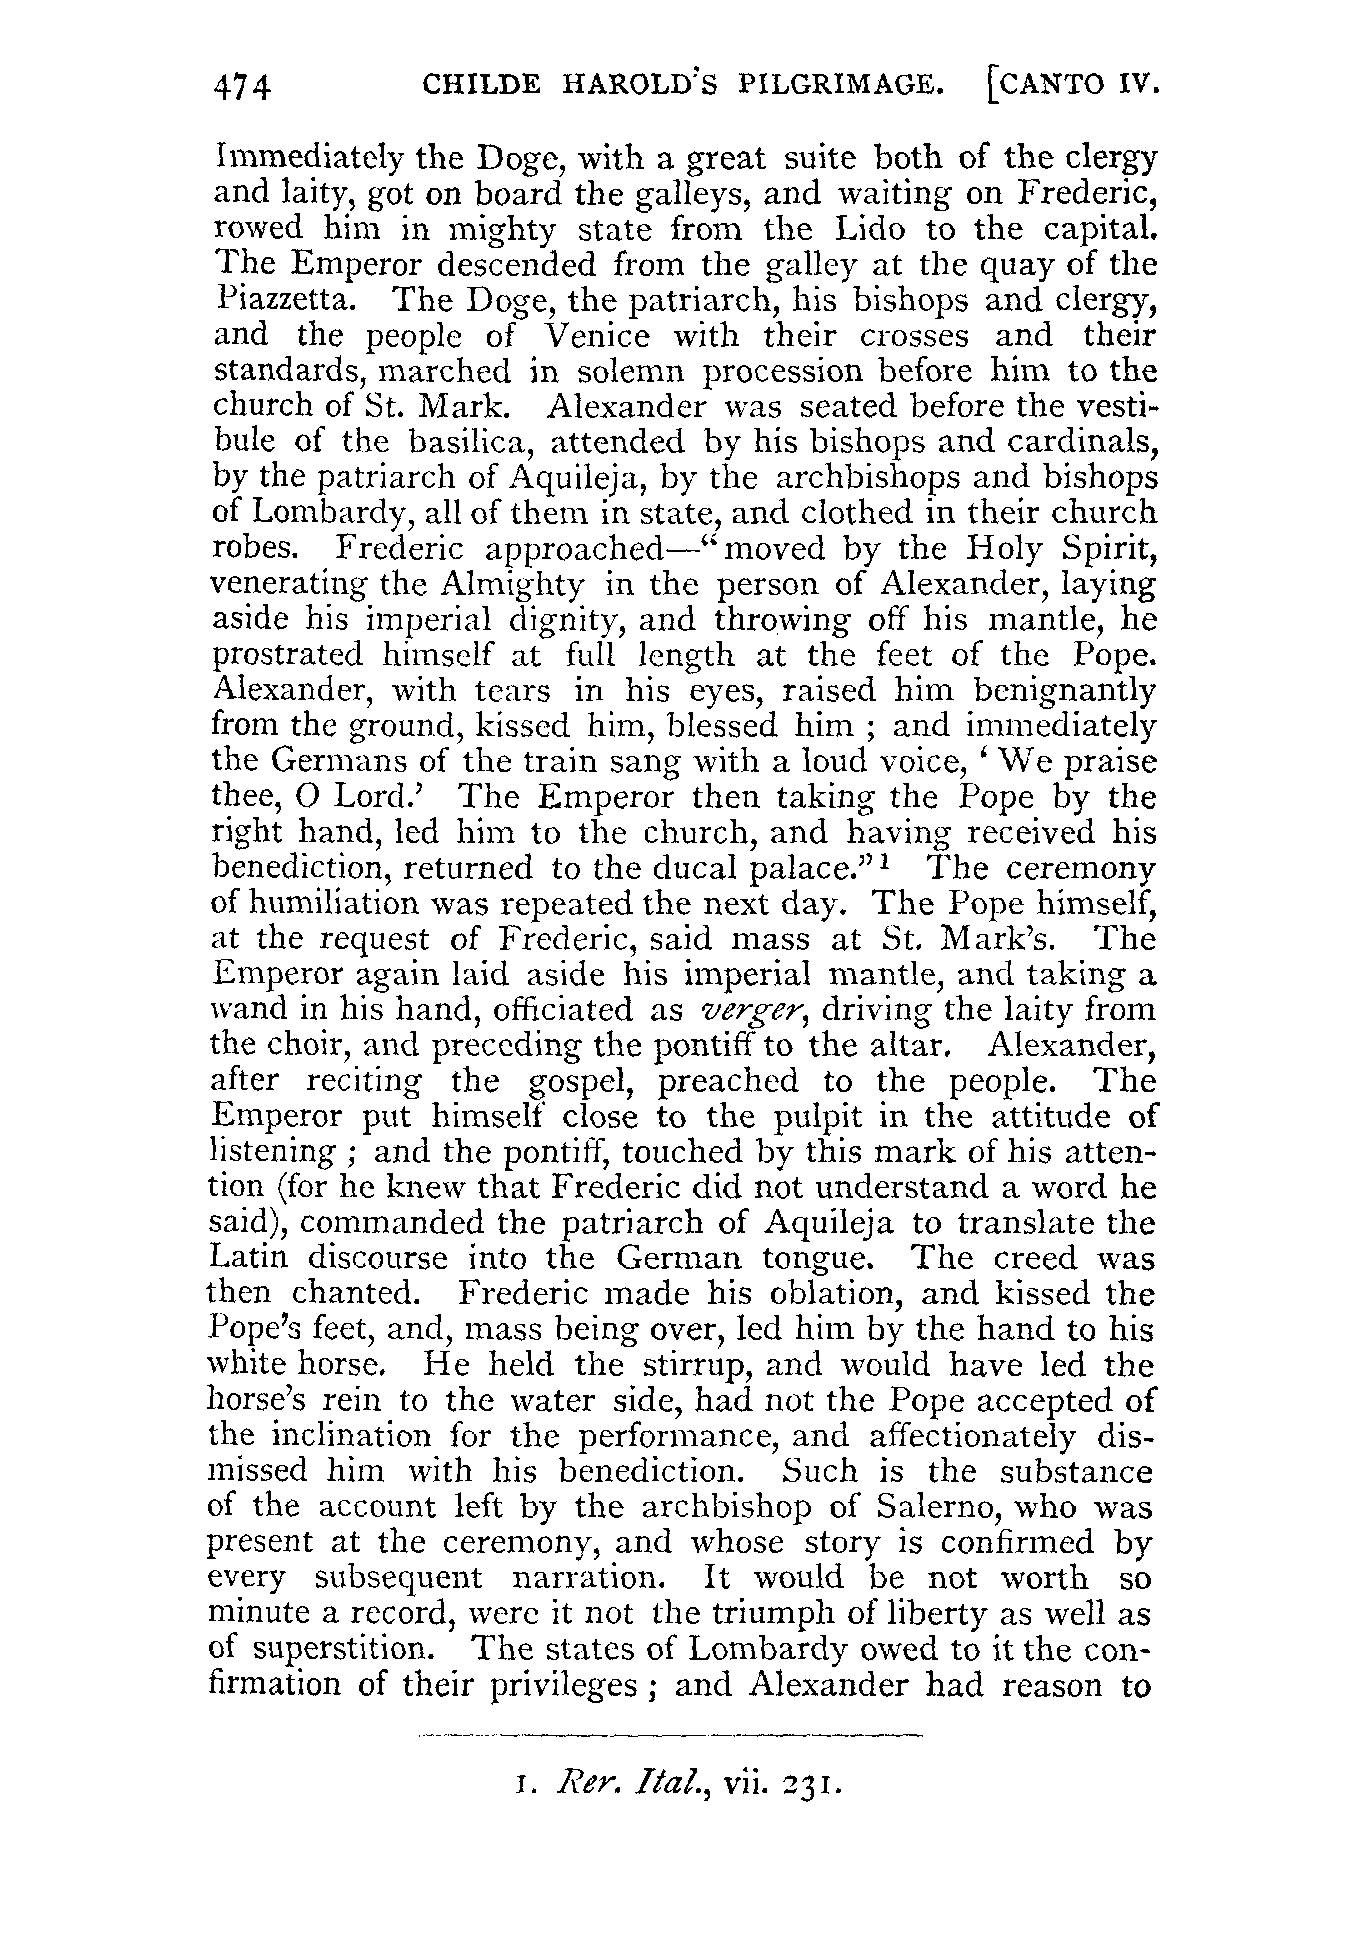 474 CHILDE HAROLD'S PILGRIMAGE. [CANTO IV.
Immediately the Doge, with a great suite both of the clergy
and laity, got on board the galleys, and waiting on Frederic,
rowed him in mighty state from the Lido to the capital.
The Emperor descended from the galley at the quay of the
Piazzetta. The Doge, the patriarch, his bishops and clergy,
and the people of Venice with their crosses and their
standards, marched in solemn procession before him to the
church of St. Mark. Alexander was seated before the vesti-
bule of the basilica, attended by his bishops and cardinals,
by the patriarch of Aquileja, by the archbishops and bishops
of Lombardy, all of them in state, and clothed in their church
robes. Frederic approached—“moved by the Holy Spirit,
venerating the Almighty in the person of Alexander, laying
aside his imperial dignity, and throwing off his mantle, he
prostrated himself at full length at the feet of the Pope.
Alexander, with tears in his eyes, raised him benignantly
from the ground, kissed him, blessed him ; and immediately
the Germans of the train sang with a loud voice, ‘ We praise
thee, O Lord.’ The Emperor then taking the Pope by the
right hand, led him to the church, and having received his
benediction, returned to the ducal palace.” 1 The ceremony
of humiliation was repeated the next day. The Pope himself,
at the request of Frederic, said mass at St. Mark's. The
Emperor again laid aside his imperial mantle, and taking a
wand in his hand, officiated as verger, driving the laity from
the choir, and preceding the pontiff to the altar. Alexander,
after reciting the gospel, preached to the people. The
Emperor put himself close to the pulpit in the attitude of
listening ; and the pontiff, touched by this mark of his atten-
tion (for he knew that Frederic did not understand a word he
said), commanded the patriarch of Aquileja to translate the
Latin discourse into the German tongue. The creed was
then chanted. Frederic made his oblation, and kissed the
Pope's feet, and, mass being over, led him by the hand to his
white horse. He held the stirrup, and would have led the
horse's rein to the water side, had not the Pope accepted of
the inclination for the performance, and affectionately dis-
missed him with his benediction. Such is the substance
of the account left by the archbishop of Salerno, who was
present at the ceremony, and whose story is confirmed by
every subsequent narration. It would be not worth so
minute a record, were it not the triumph of liberty as well as
of superstition. The states of Lombardy owed to it the con-
firmation of their privileges ; and Alexander had reason to
1. Rer. Ital., vii. 231.